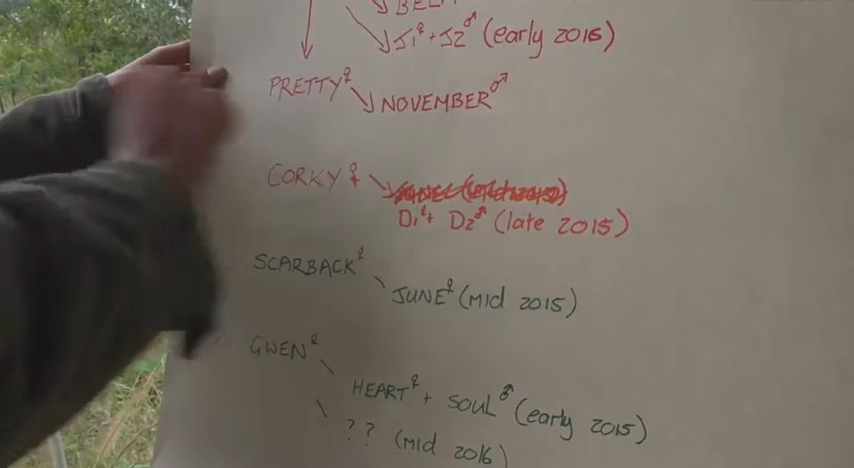 J1♀ + J2♂ (early 2015)
PRETTY♀
NOVEMBER♂
CORKY♀
D1♀ + D2♂ (late 2015)
SCARBACK♀
JUNE♀ (mid 2015)
GWEN♀
HEART♀ + SOUL♂ (early 2015)
?? (mid 2016)